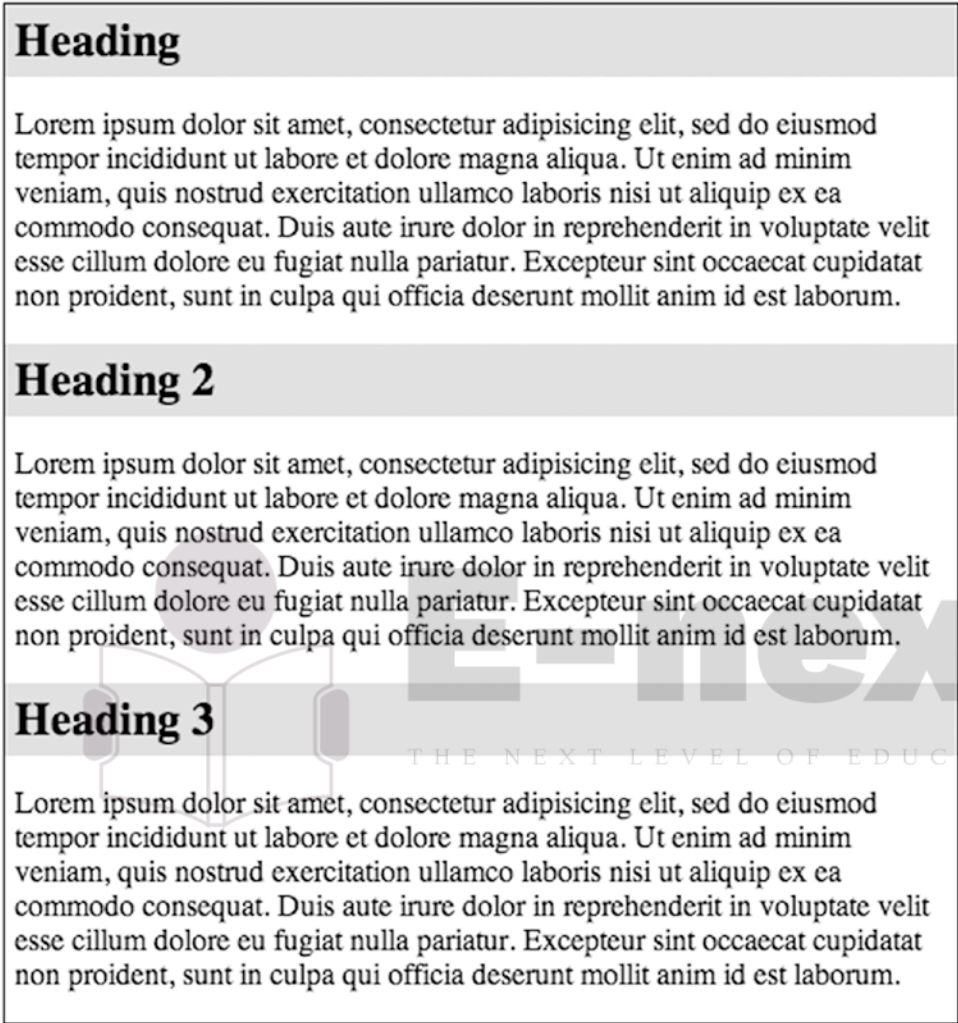 Heading
Lorem ipsum dolor sit amet, consectetur adipisicing elit, sed do eiusmod
tempor incididunt ut labore et dolore magna aliqua. Ut enim ad minim
veniam, quis nostrud exercitation ullamco laboris nisi ut aliquip ex ea
commodo consequat. Duis aute irure dolor in reprehenderit in voluptate velit
esse cillum dolore eu fugiat nulla pariatur. Excepteur sint occaecat cupidatat
non proident, sunt in culpa qui officia deserunt mollit anim id est laborum.
Heading 2
Lorem ipsum dolor sit amet, consectetur adipisicing elit, sed do eiusmod
tempor incididunt ut labore et dolore magna aliqua. Ut enim ad minim
veniam, quis nostrud exercitation ullamco laboris nisi ut aliquip ex ea
commodo consequat. Duis aute irure dolor in reprehenderit in voluptate velit
esse cillum dolore eu fugiat nulla pariatur. Excepteur sint occaecat cupidatat
non proident, sunt in culpa qui officia deserunt mollit anim id est laborum.
E-nex
Heading 3
THE NEXT LEVEL OF EDUC
Lorem ipsum dolor sit amet, consectetur adipisicing elit, sed do eiusmod
tempor incididunt ut labore et dolore magna aliqua. Ut enim ad minim
veniam, quis nostrud exercitation ullamco laboris nisi ut aliquip ex ea
commodo consequat. Duis aute irure dolor in reprehenderit in voluptate velit
esse cillum dolore eu fugiat nulla pariatur. Excepteur sint occaecat cupidatat
non proident, sunt in culpa qui officia deserunt mollit anim id est laborum.